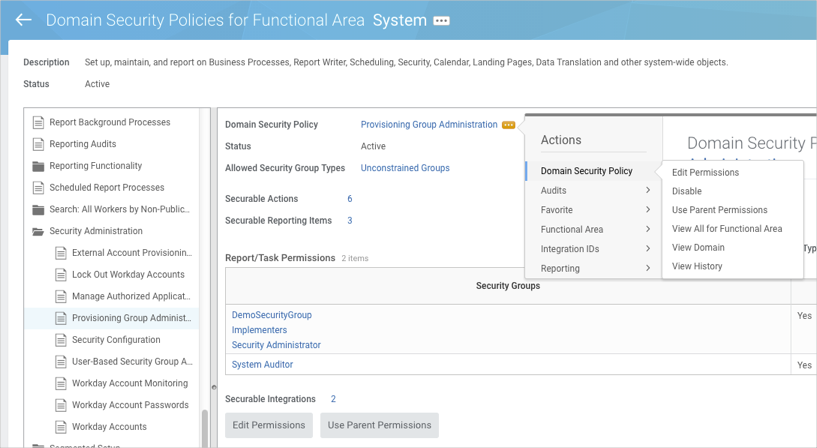 Domain Security Policies for Functional Area System
Description Set up, maintain, and report on Business Processes, Report Writer, Scheduling, Security, Calendar, Landing Pages, Data Translation and other system-wide objects.
Status Active
Report Background Processes
Reporting Audits
Reporting Functionality
Scheduled Report Processes
Search: All Workers by Non-Public...
Security Administration
External Account Provisionin...
Lock Out Workday Accounts
Manage Authorized Applicat...
Provisioning Group Administ...
Security Configuration
User-Based Security Group A...
Workday Account Monitoring
Workday Account Passwords
Workday Accounts
Domain Security Policy Provisioning Group Administration
Status Active
Allowed Security Group Types Unconstrained Groups
Securable Actions 6
Securable Reporting Items 3
Report/Task Permissions 2 items
Security Groups
DemoSecurityGroup
Implementers
Security Administrator
Yes
System Auditor
Yes
Securable Integrations 2
Edit Permissions
Use Parent Permissions
Actions
Domain Security Policy
Audits
Favorite
Functional Area
Integration IDs
Reporting
Domain Security P
Edit Permissions
Disable
Use Parent Permissions
View All for Functional Area
View Domain
View History